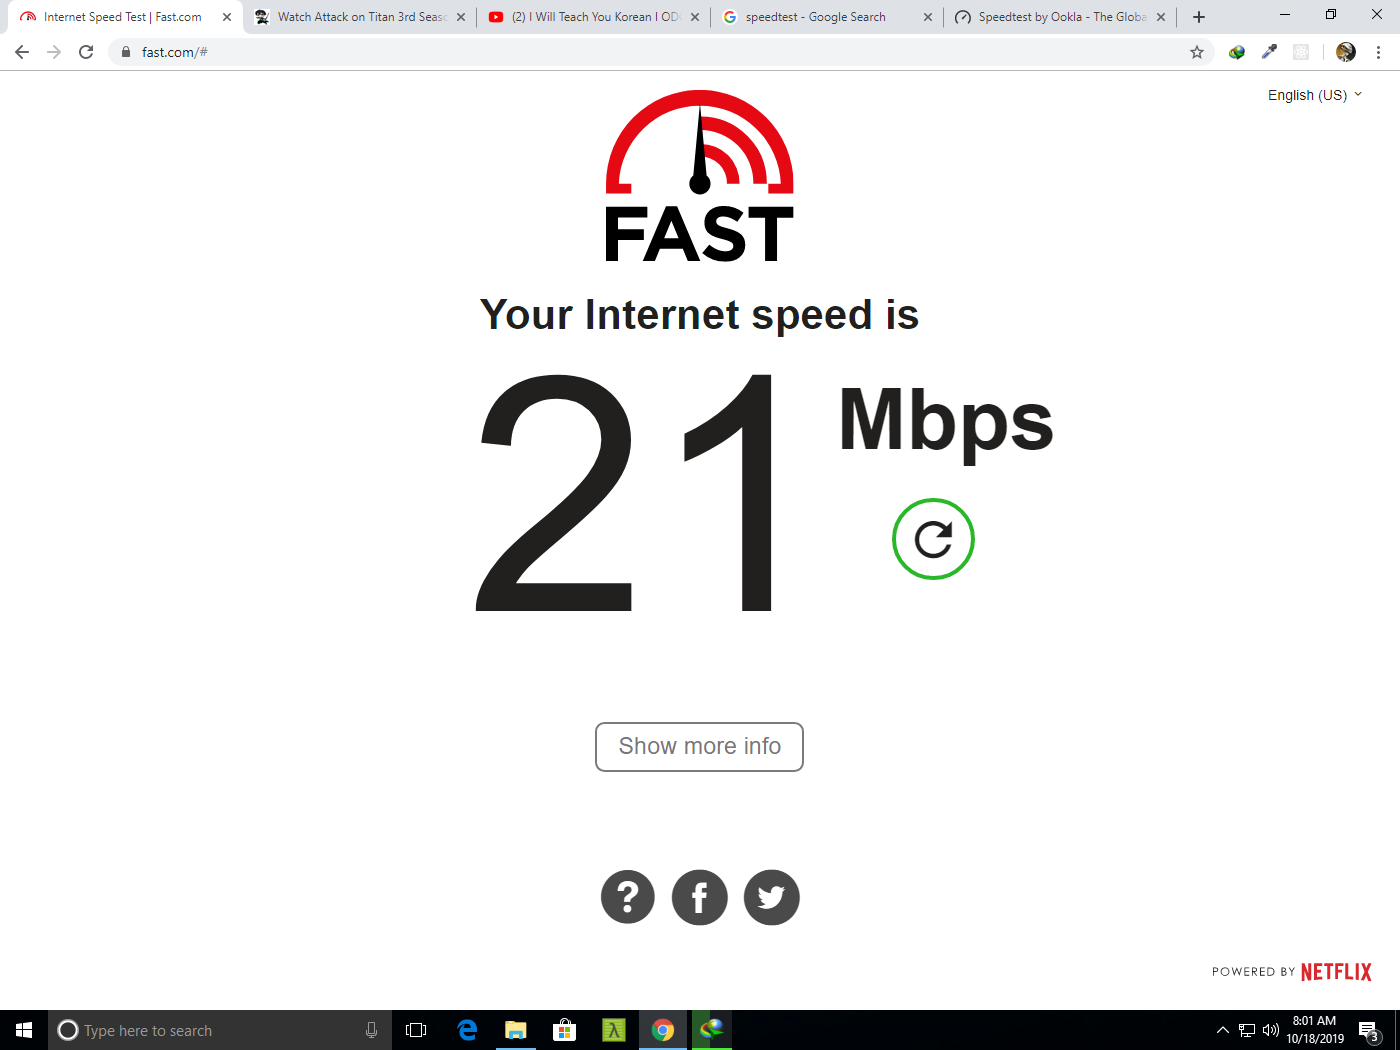 Internet Speed Test | Fast.com
Watch Attack on Titan 3rd Seas
(2) I Will Teach You Korean I OD
speedtest - Google Search
Speedtest by Ookla - The Globa
fast.com/#
English (US)
FAST
Your Internet speed is
21 Mbps
Show more info
POWERED BY NETFLIX
Type here to search
8:01 AM
10/18/2019
3